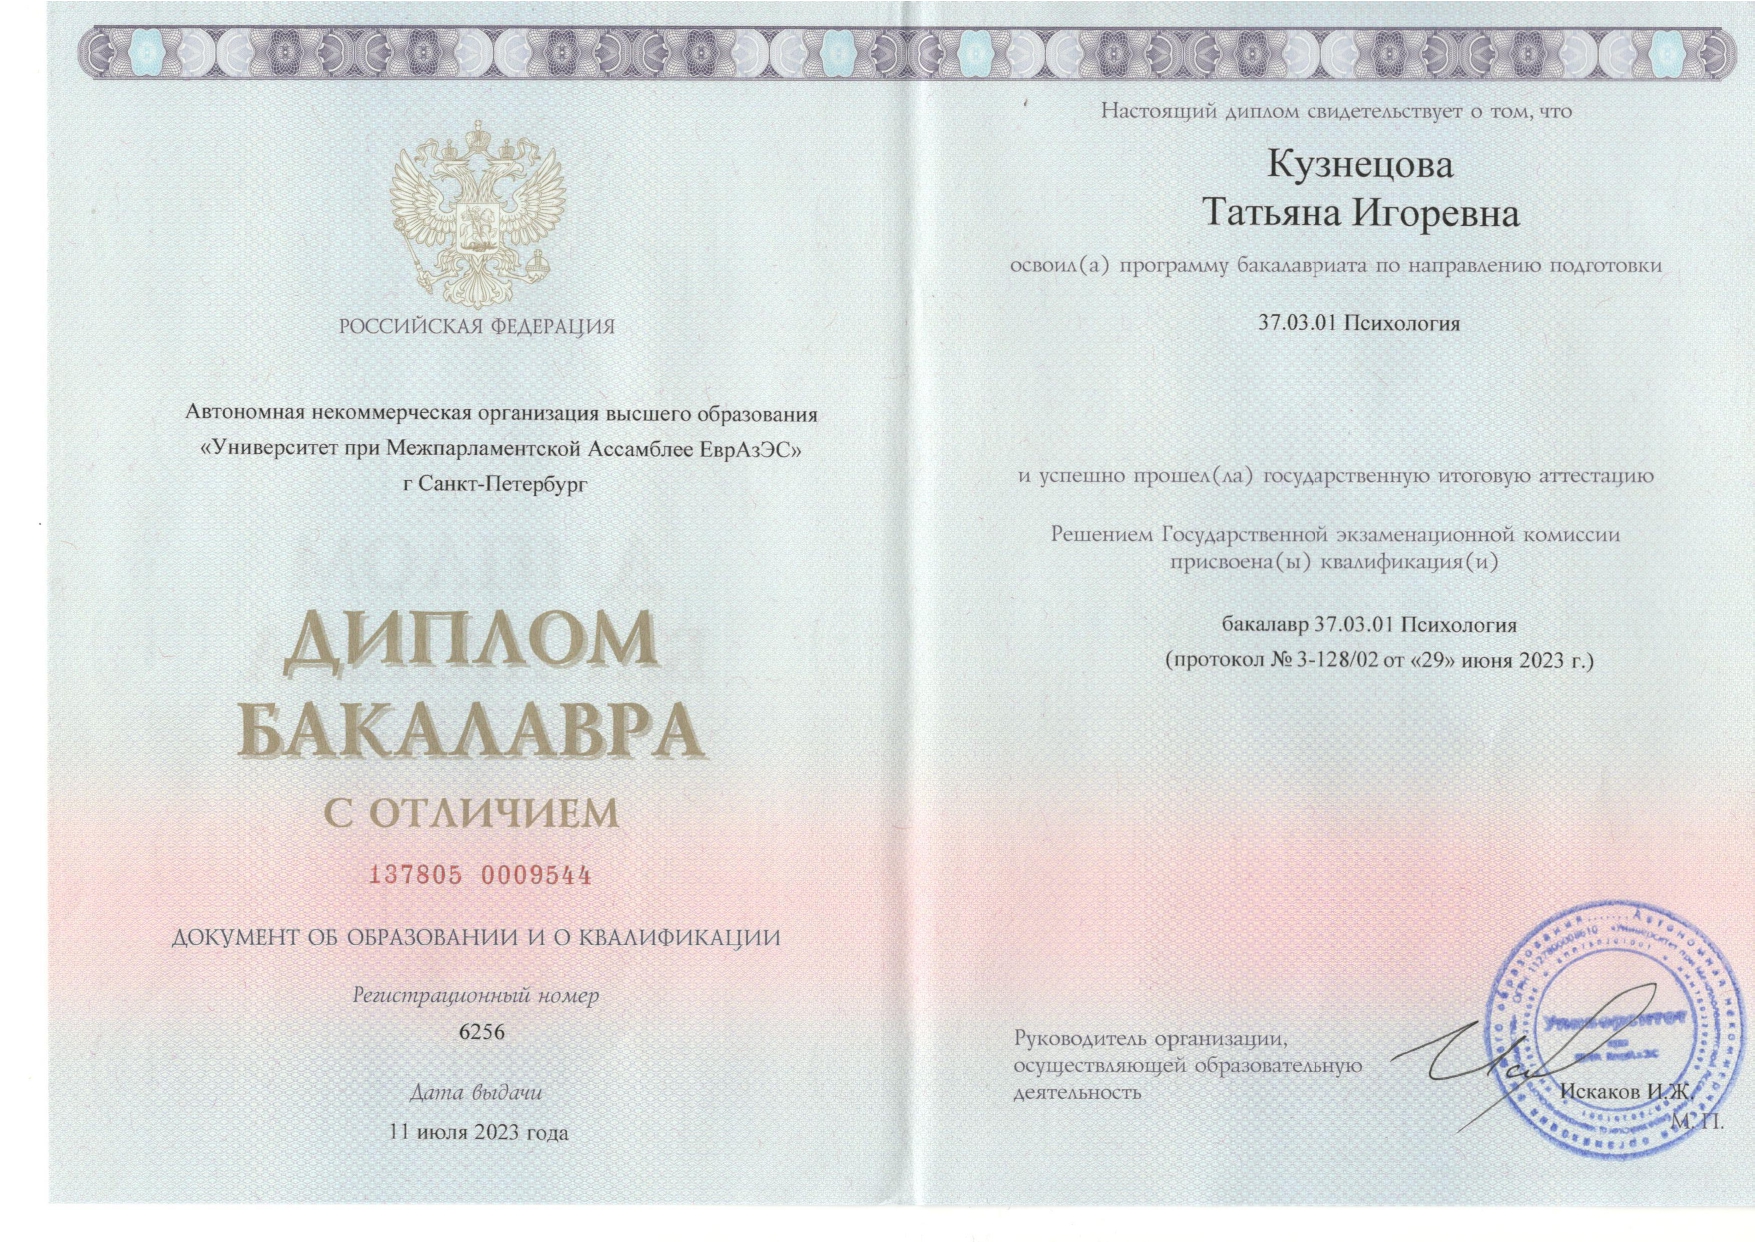 РОССИЙСКАЯ ФЕДЕРАЦИЯ
Автономная некоммерческая организация высшего образования
«Университет при Межпарламентской Ассамблее ЕврАзЭС»
г Санкт-Петербург
ДИПЛОМ
БАКАЛАВРА
С ОТЛИЧИЕМ
137805 0009544
ДОКУМЕНТ ОБ ОБРАЗОВАНИИ И О КВАЛИФИКАЦИИ
Регистрационный номер
6256
Дата выдачи
11 июля 2023 года
Настоящий диплом свидетельствует о том, что
Кузнецова
Татьяна Игоревна
освоил(а) программу бакалавриата по направлению подготовки
37.03.01 Психология
и успешно прошел(ла) государственную итоговую аттестацию
Решением Государственной экзаменационной комиссии
присвоена(ы) квалификация(и)
бакалавр 37.03.01 Психология
(протокол № 3-128/02 от «29» июня 2023 г.)
Руководитель организации,
осуществляющей образовательную
деятельность
Искаков И.Ж.
М. П.
Университет